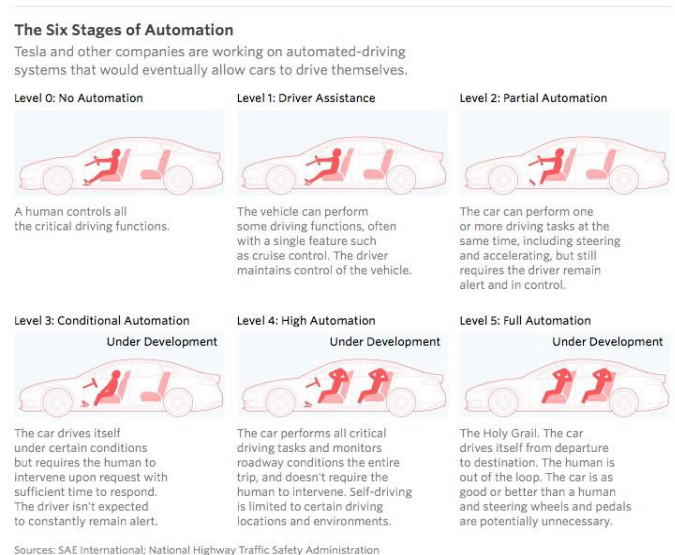 The Six Stages of Automation
Tesla and other companies are working on automated-driving
systems that would eventually allow cars to drive themselves.
Level 0: No Automation
A human controls all
the critical driving functions.
Level 1: Driver Assistance
The vehicle can perform
some driving functions, often
with a single feature such
as cruise control. The driver
maintains control of the vehicle.
Level 2: Partial Automation
The car can perform one
or more driving tasks at the
same time, including steering
and accelerating, but still
requires the driver remain
alert and in control.
Level 3: Conditional Automation
Under Development
The car drives itself
under certain conditions
but requires the human to
intervene upon request with
sufficient time to respond.
The driver isn't expected
to constantly remain alert.
Level 4: High Automation
Under Development
The car performs all critical
driving tasks and monitors
roadway conditions the entire
trip, and doesn't require the
human to intervene. Self-driving
is limited to certain driving
locations and environments.
Level 5: Full Automation
Under Development
The Holy Grail. The car
drives itself from departure
to destination. The human is
out of the loop. The car is as
good or better than a human
and steering wheels and pedals
are potentially unnecessary.
Sources: SAE International; National Highway Traffic Safety Administration